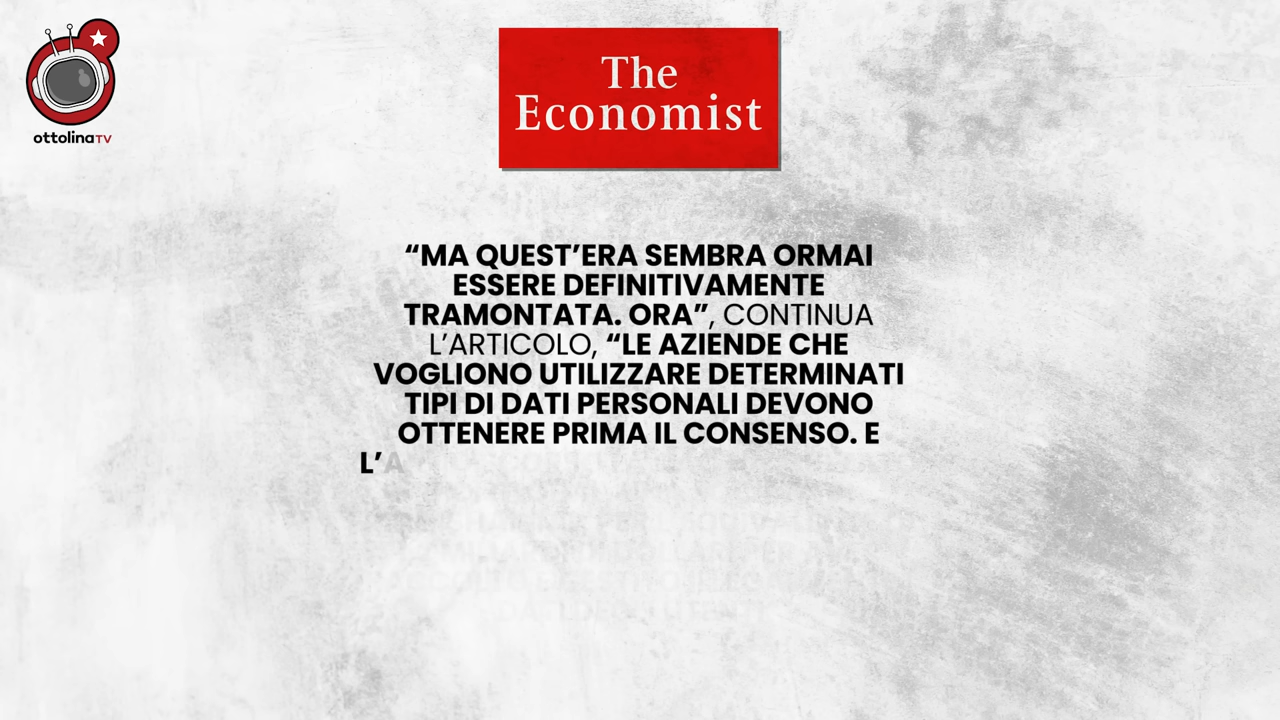 ottolinaTV
The
Economist
“MA QUEST’ERA SEMBRA ORMAI
ESSERE DEFINITIVAMENTE
TRAMONTATA. ORA”, CONTINUA
L’ARTICOLO, “LE AZIENDE CHE
VOGLIONO UTILIZZARE DETERMINATI
TIPI DI DATI PERSONALI DEVONO
OTTENERE PRIMA IL CONSENSO. E
L’A